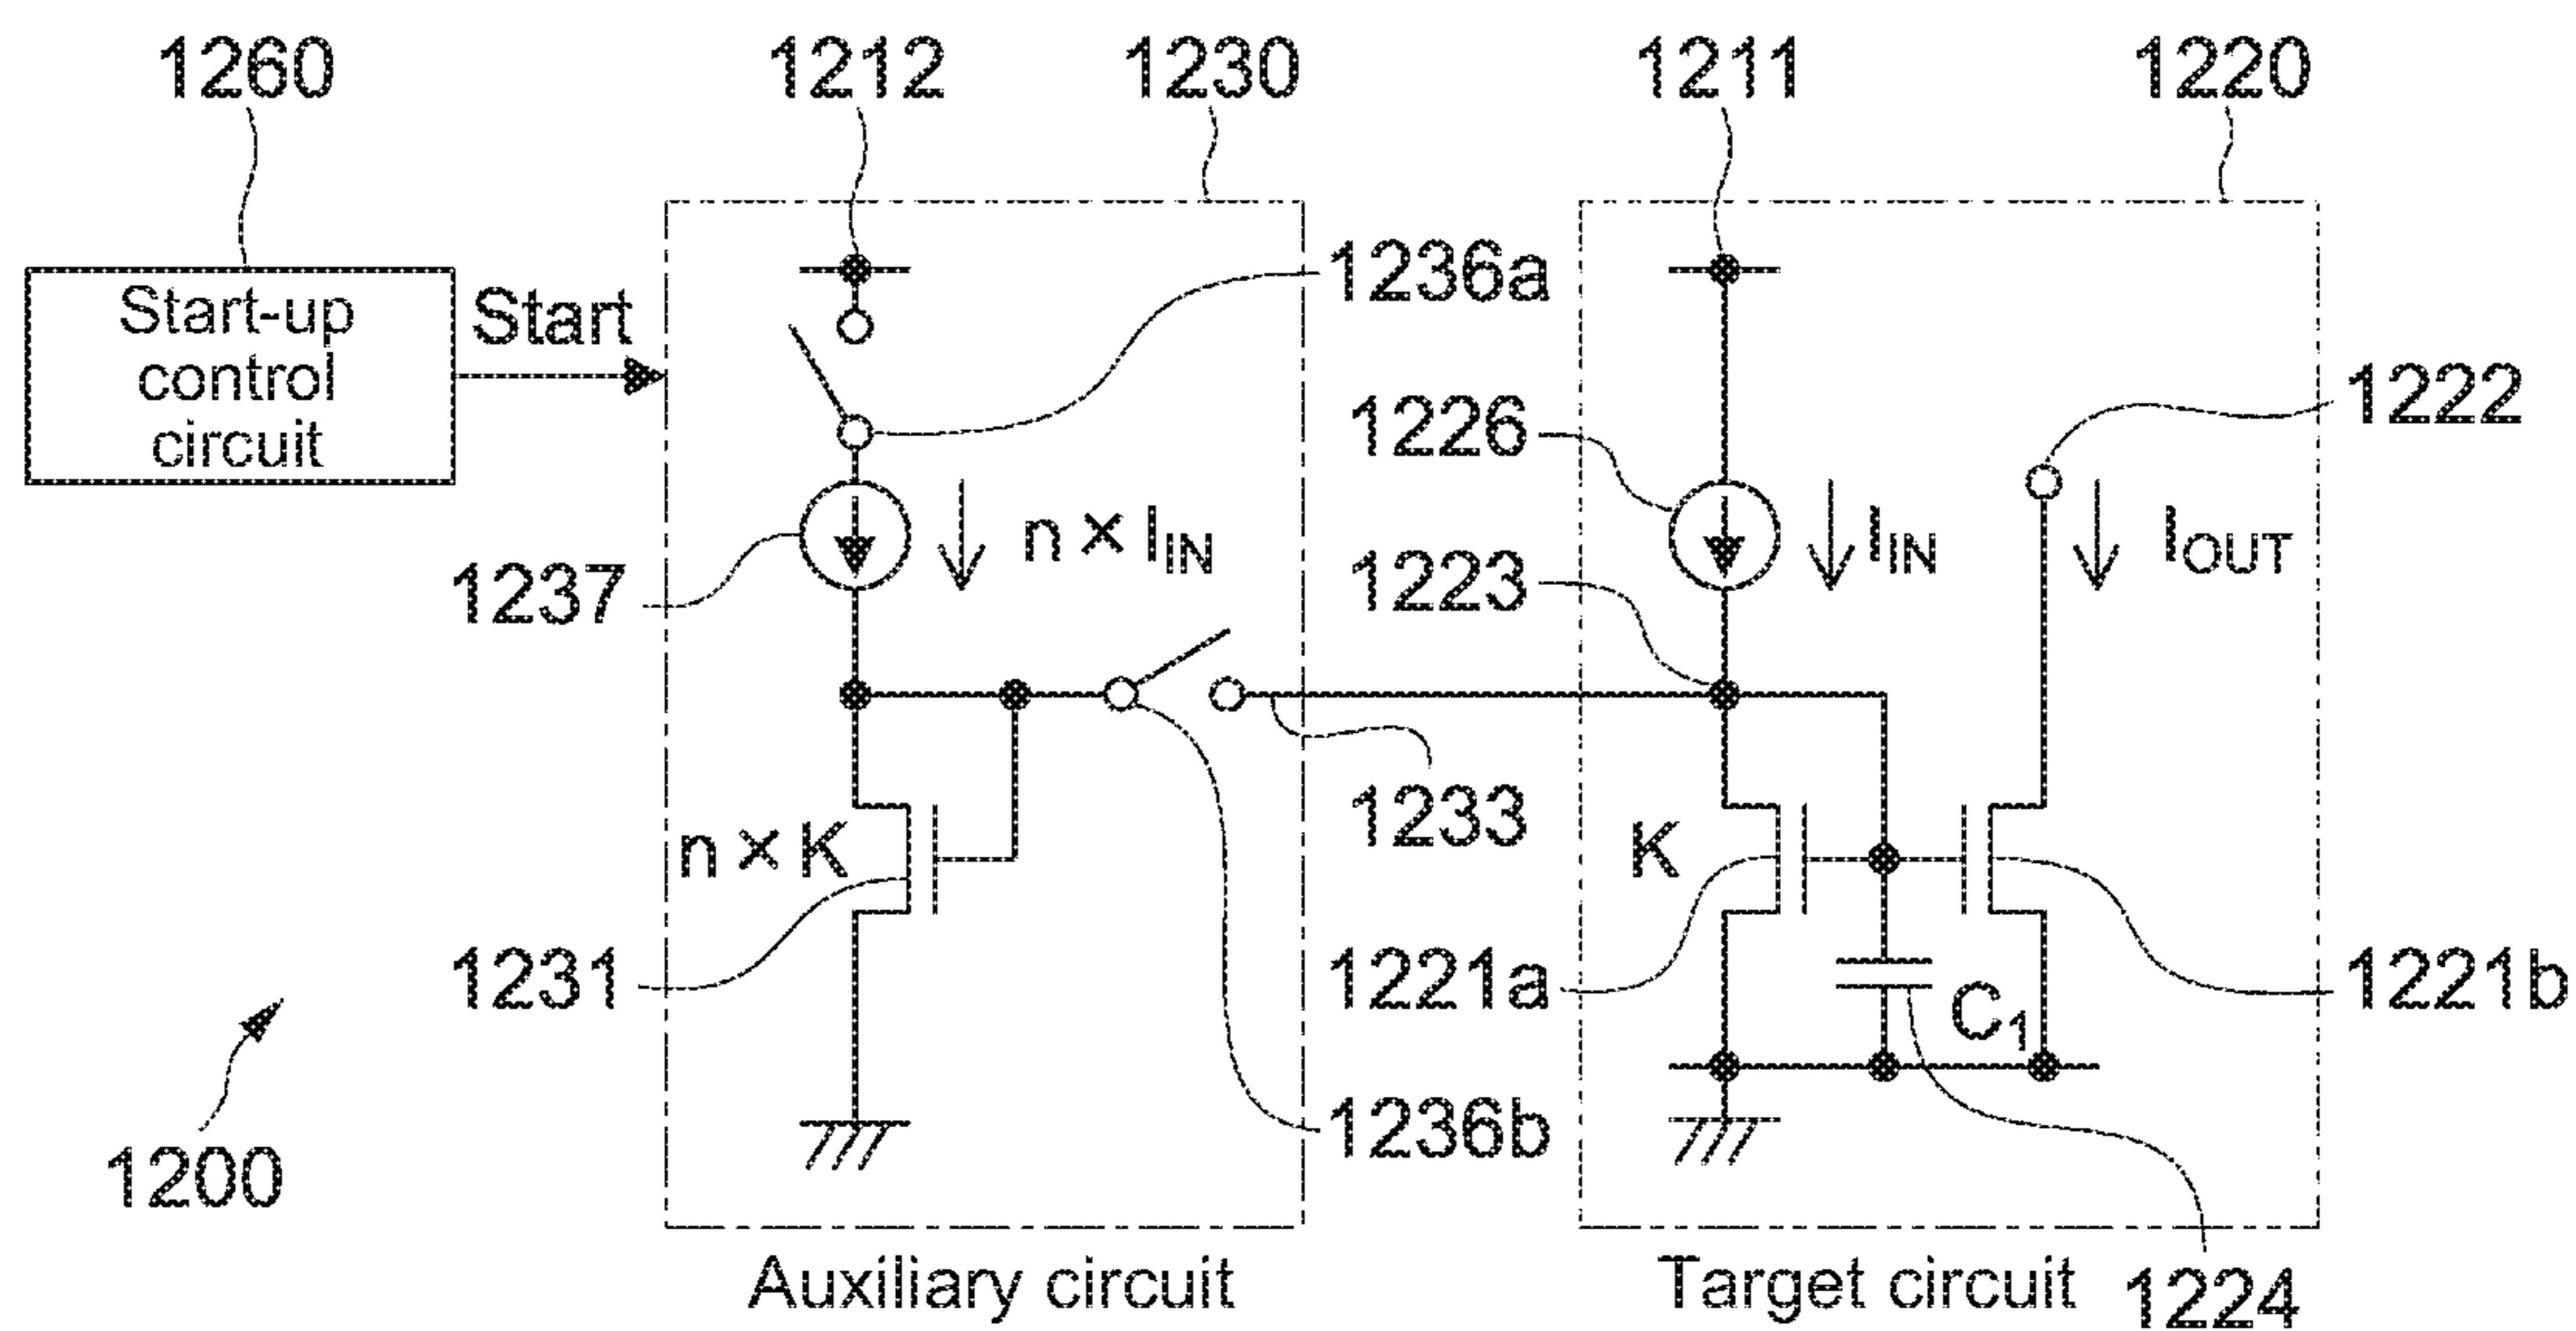 1260
1212
1230
1211
1220
Start-up
control
circuit
Start
1236a
1226
1222
1237
n × I_IN
1223
I_IN
I_OUT
1233
n × K
K
1231
1221a
C₁
1221b
1200
1236b
Auxiliary circuit
Target circuit
1224